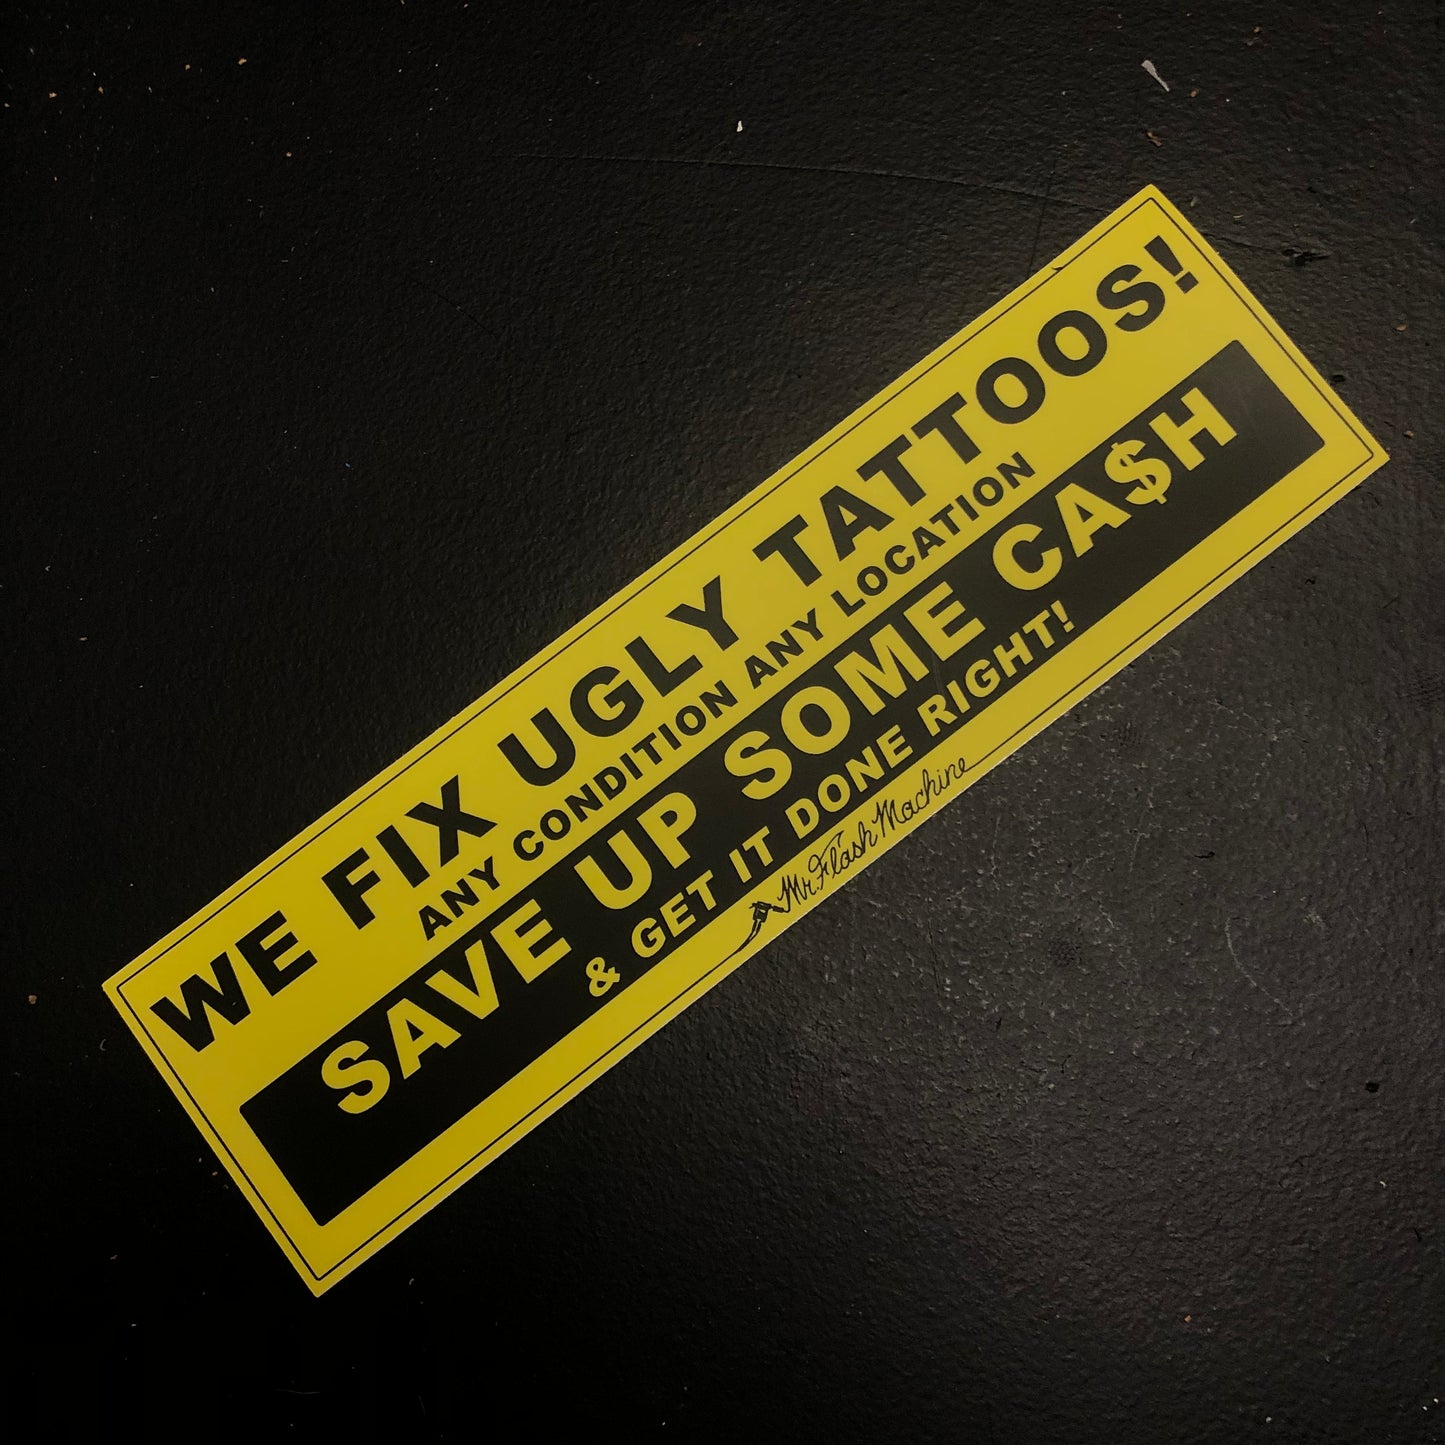 WE FIX UGLY TATTOOS!
ANY CONDITION ANY LOCATION
SAVE UP SOME CA$H
& GET IT DONE RIGHT!
Mr. Flash Machine